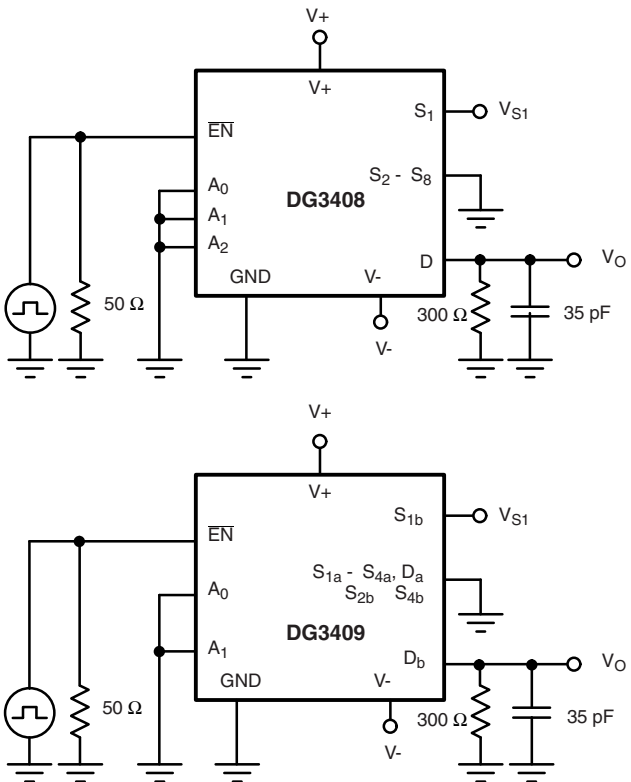 V+
V+
S1
VS1
EN
S2 - S8
A0
A1
DG3408
A2
D
VO
GND
V-
50 Ω
300 Ω
35 pF
V-
V+
V+
S1b
VS1
EN
S1a - S4a, Da
A0
S2b S4b
DG3409
A1
Db
VO
GND
V-
50 Ω
300 Ω
35 pF
V-